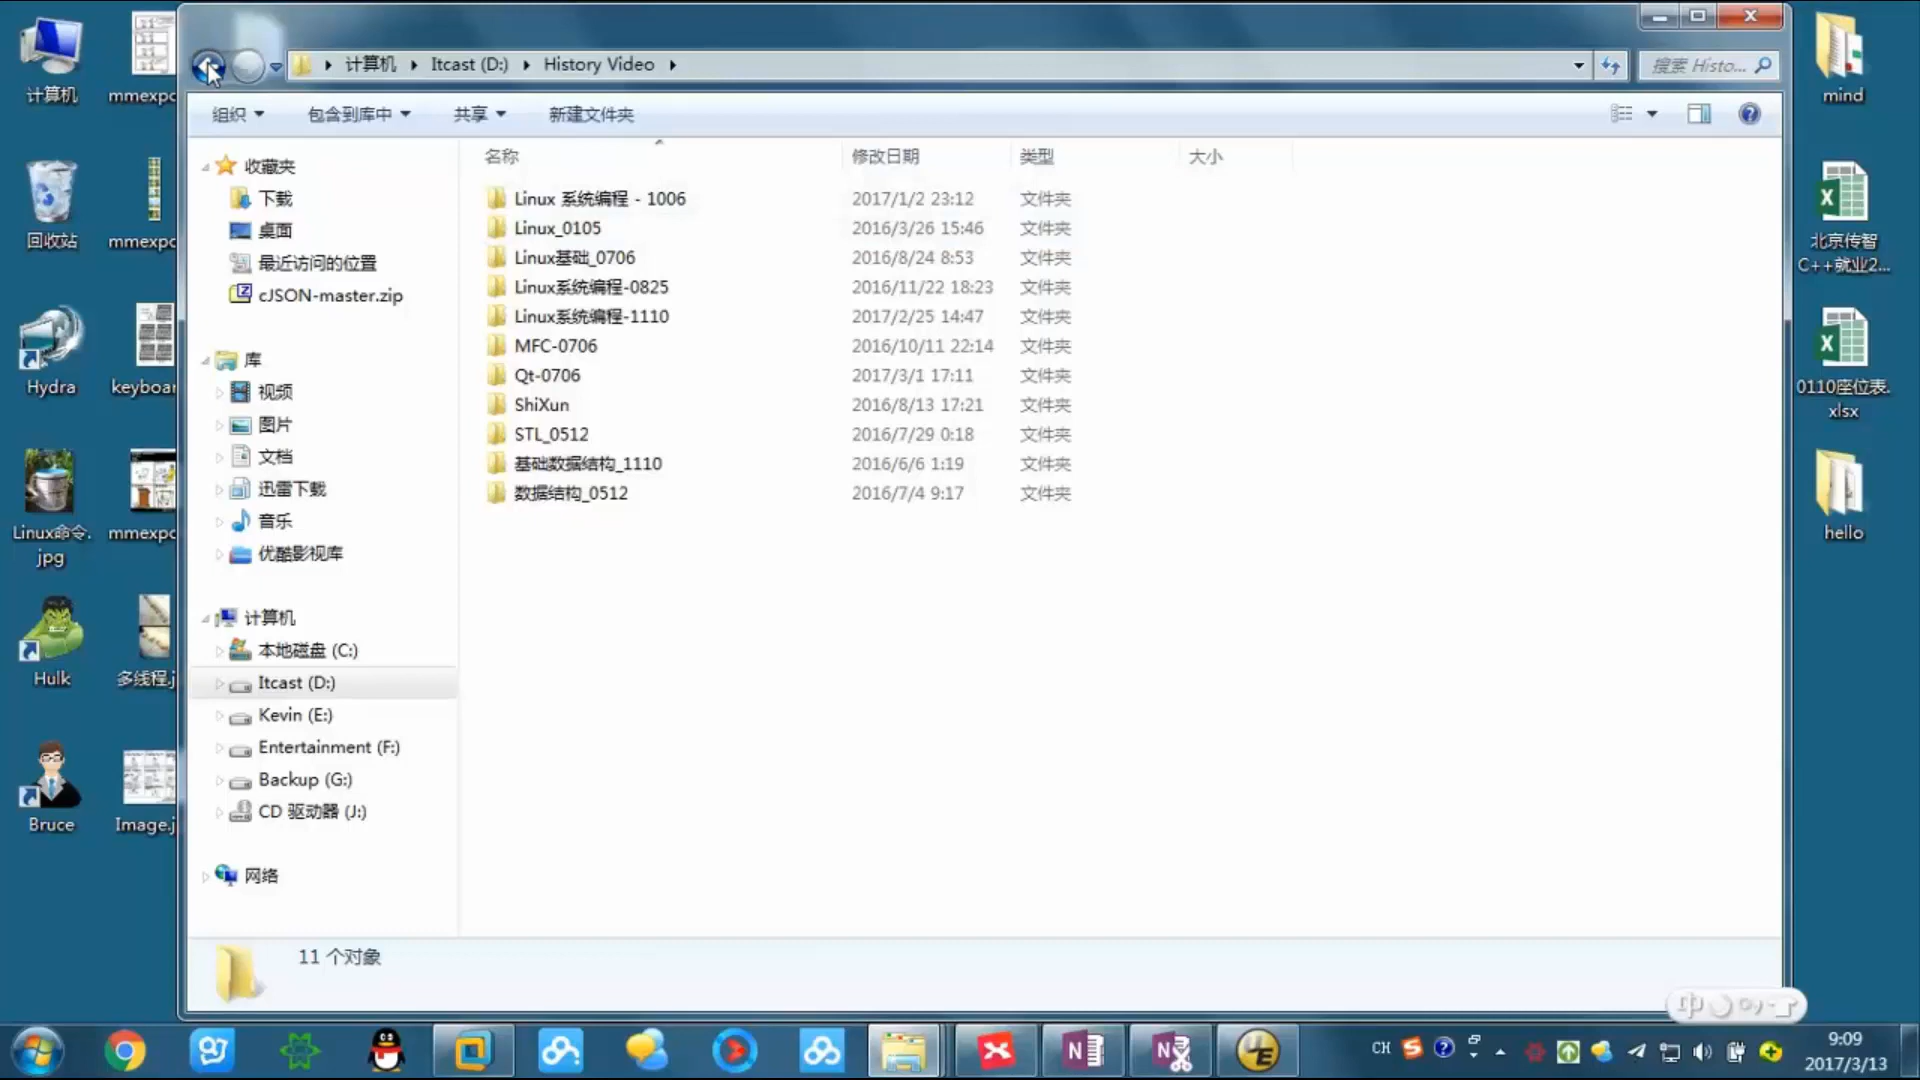 计算机 ▸ Itcast (D:) ▸ History Video ▸
搜索 Histo...
组织
包含到库中
共享
新建文件夹
名称
修改日期
类型
大小
收藏夹
下载
桌面
最近访问的位置
cJSON-master.zip
库
视频
图片
文档
迅雷下载
音乐
优酷影视库
计算机
本地磁盘 (C:)
Itcast (D:)
Kevin (E:)
Entertainment (F:)
Backup (G:)
CD 驱动器 (J:)
网络
Linux 系统编程 - 1006 2017/1/2 23:12 文件夹
Linux_0105 2016/3/26 15:46 文件夹
Linux基础_0706 2016/8/24 8:53 文件夹
Linux系统编程-0825 2016/11/22 18:23 文件夹
Linux系统编程-1110 2017/2/25 14:47 文件夹
MFC-0706 2016/10/11 22:14 文件夹
Qt-0706 2017/3/1 17:11 文件夹
ShiXun 2016/8/13 17:21 文件夹
STL_0512 2016/7/29 0:18 文件夹
基础数据结构_1110 2016/6/6 1:19 文件夹
数据结构_0512 2016/7/4 9:17 文件夹
11 个对象
计算机
mmexpo
回收站
mmexpo
Hydra
keyboar
Linux命令.
jpg
mmexpo
Hulk
多线程.j
Bruce
Image.j
mind
北京传智
C++就业2...
0110座位表.
xlsx
hello
中
CH
9:09
2017/3/13